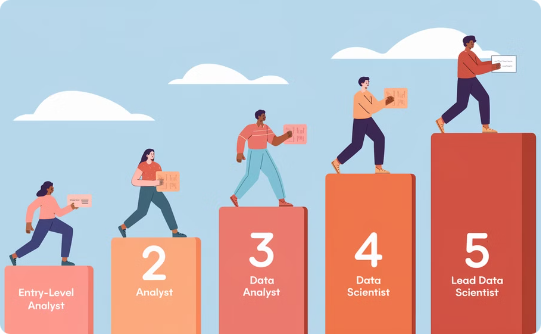 Entry-Level
Analyst
2
Analyst
3
Data
Analyst
4
Data
Scientist
5
Lead Data
Scientist